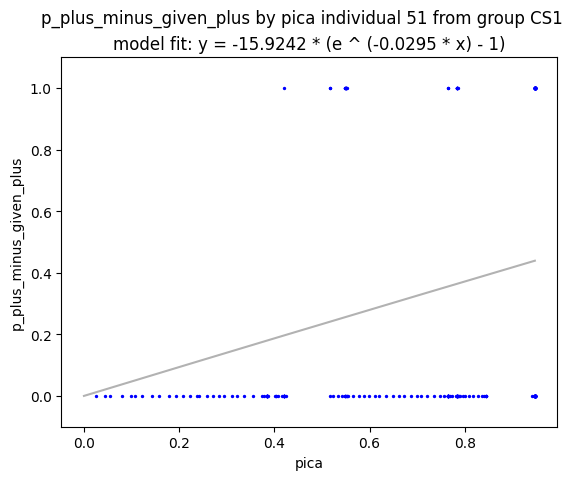 p_plus_minus_given_plus by pica individual 51 from group CS1
model fit: y = -15.9242 * (e ^ (-0.0295 * x) - 1)
p_plus_minus_given_plus
1.0
0.8
0.6
0.4
0.2
0.0
0.0 0.2 0.4 0.6 0.8
pica